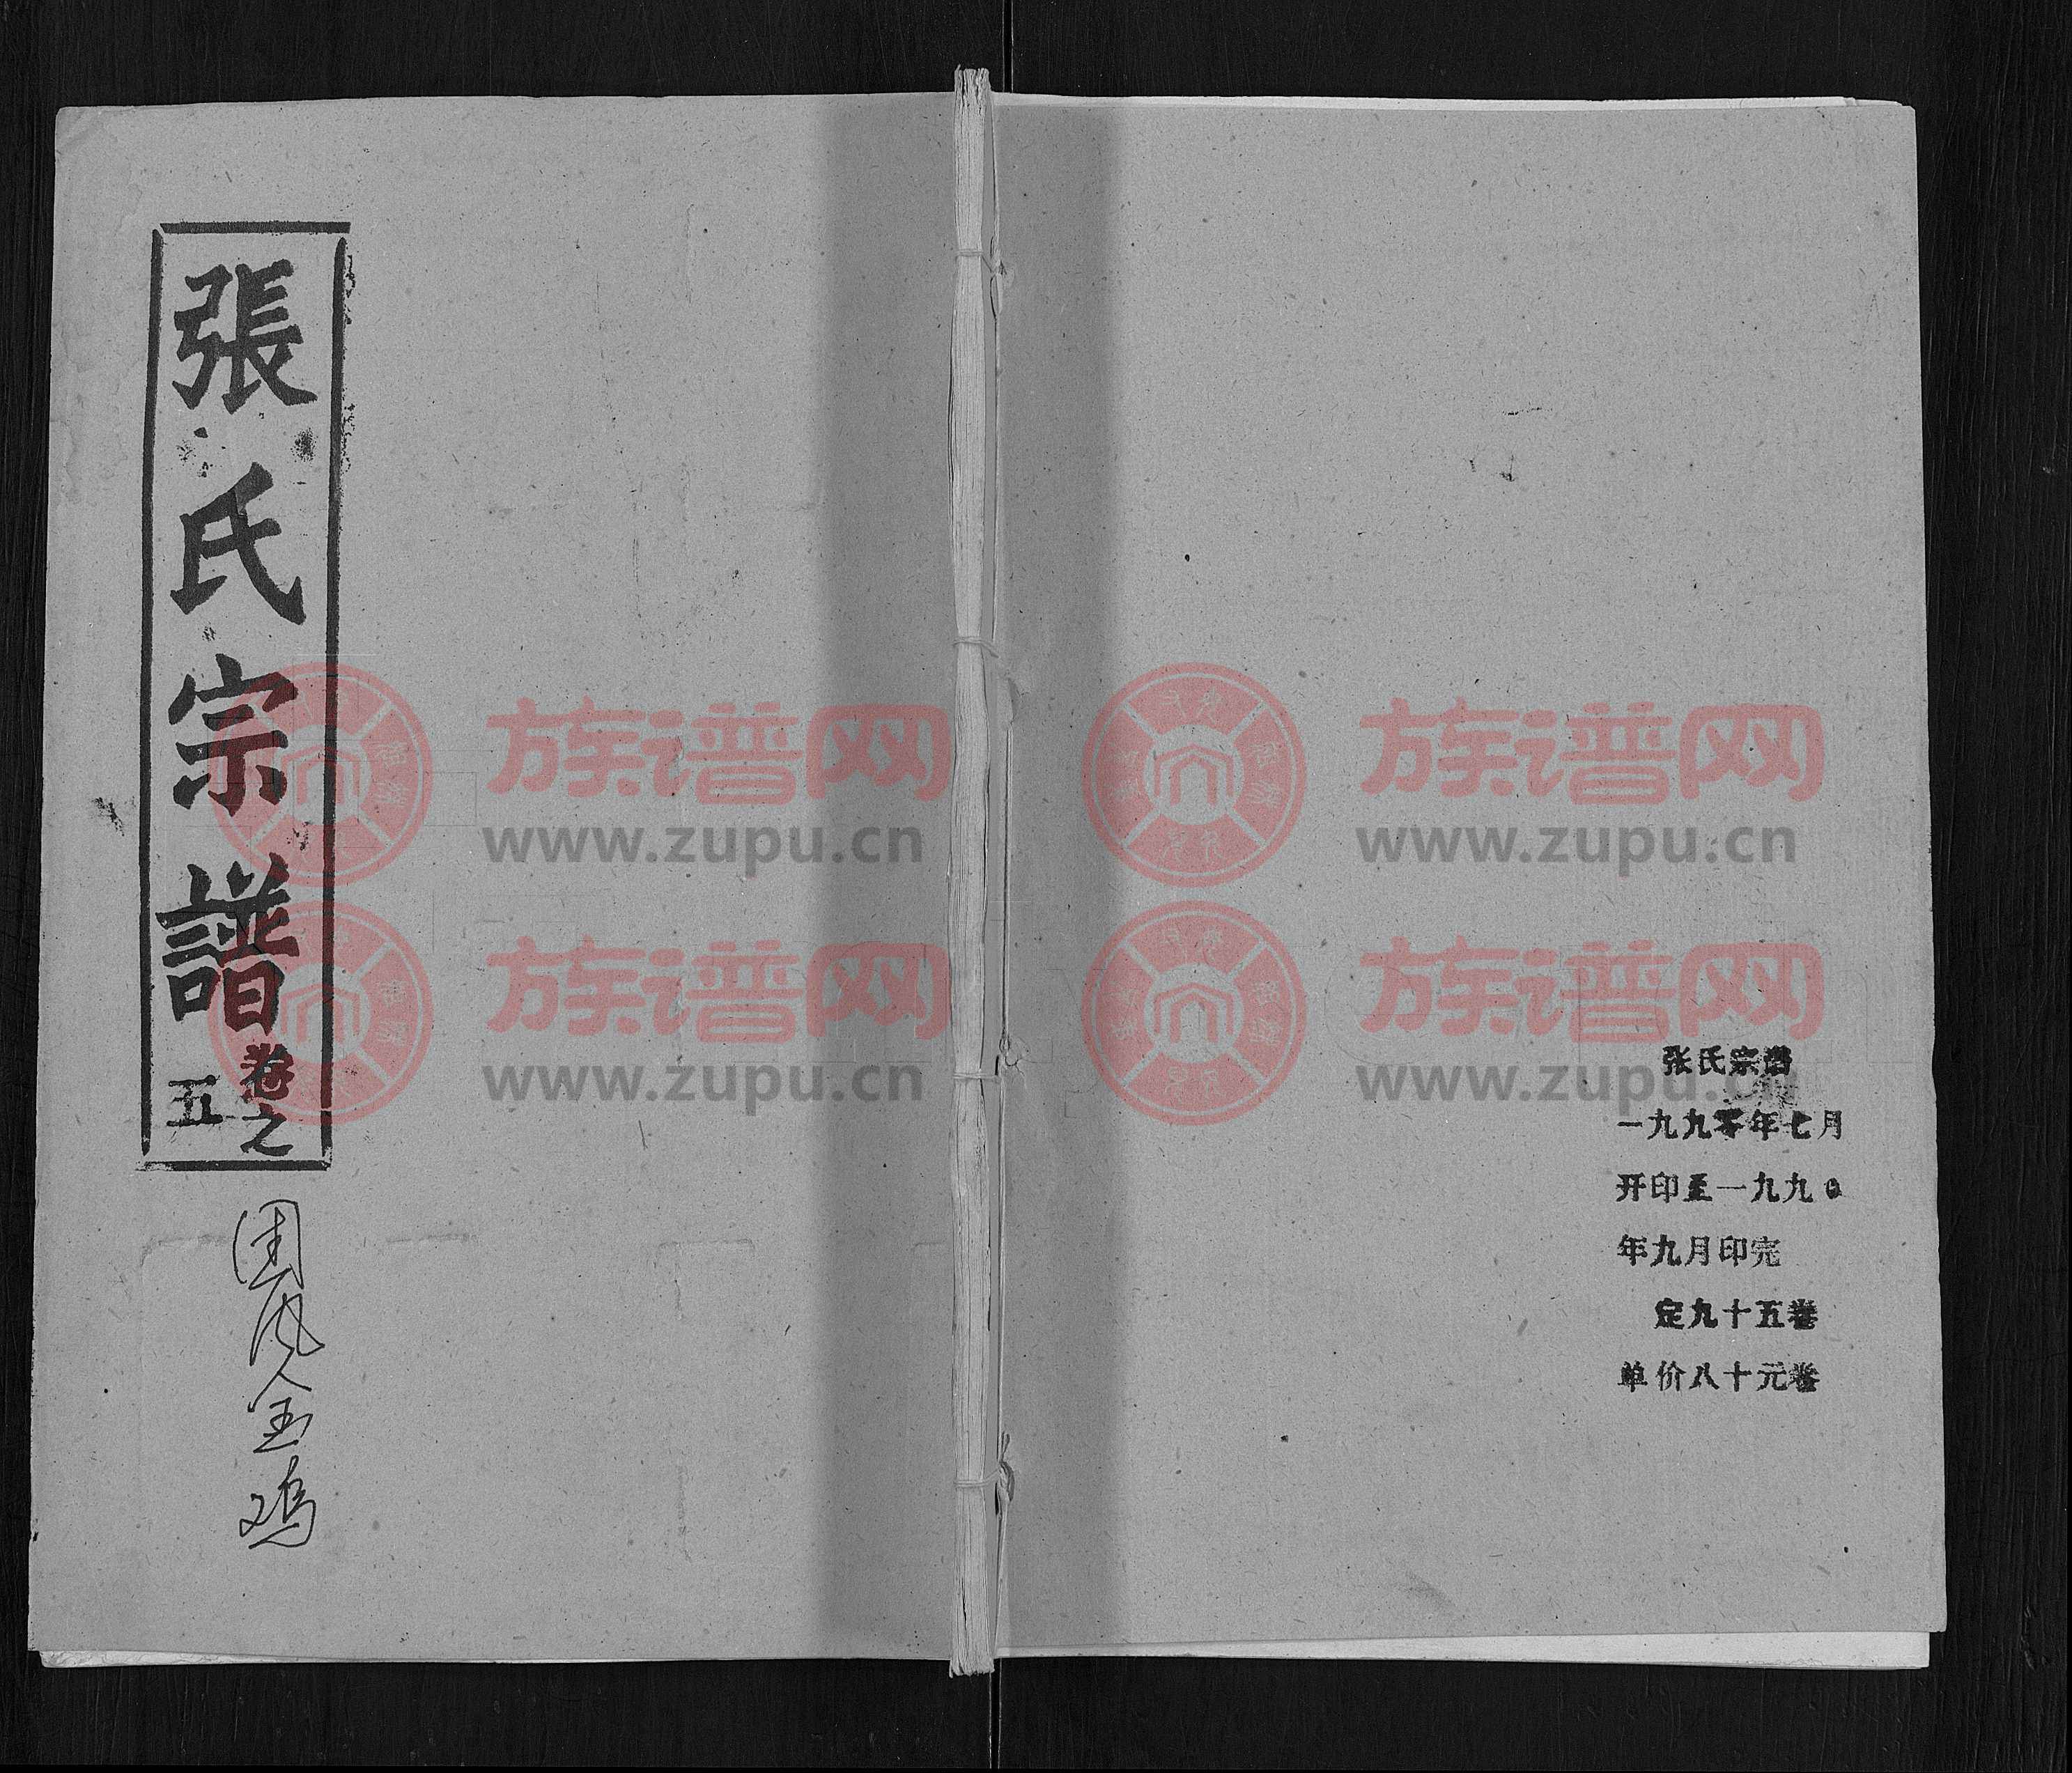 張氏宗譜
卷之
五
族谱网
www.zupu.cn
族谱网
www.zupu.cn
族谱网
www.zupu.cn
族谱网
www.zupu.cn
张氏宗谱
一九九零年七月
开印至一九九0
年九月印完
定九十五卷
单价八十元卷